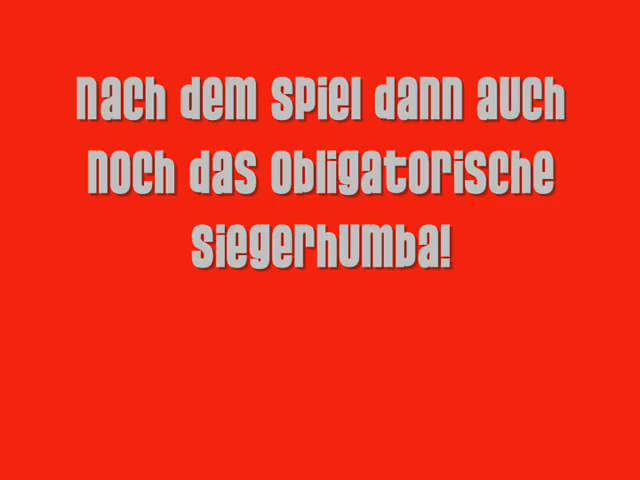 Nach dem Spiel dann auch
noch das obligatorische
Siegerhumba!